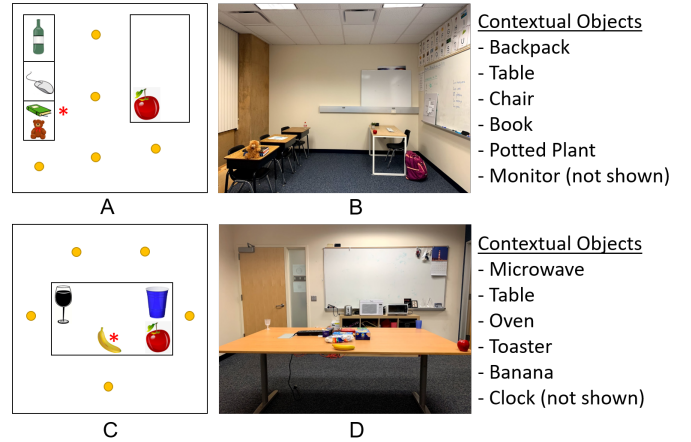 Contextual Objects
- Backpack
- Table
- Chair
- Book
- Potted Plant
- Monitor (not shown)
*
A
B
Contextual Objects
- Microwave
- Table
- Oven
- Toaster
- Banana
- Clock (not shown)
*
C
D